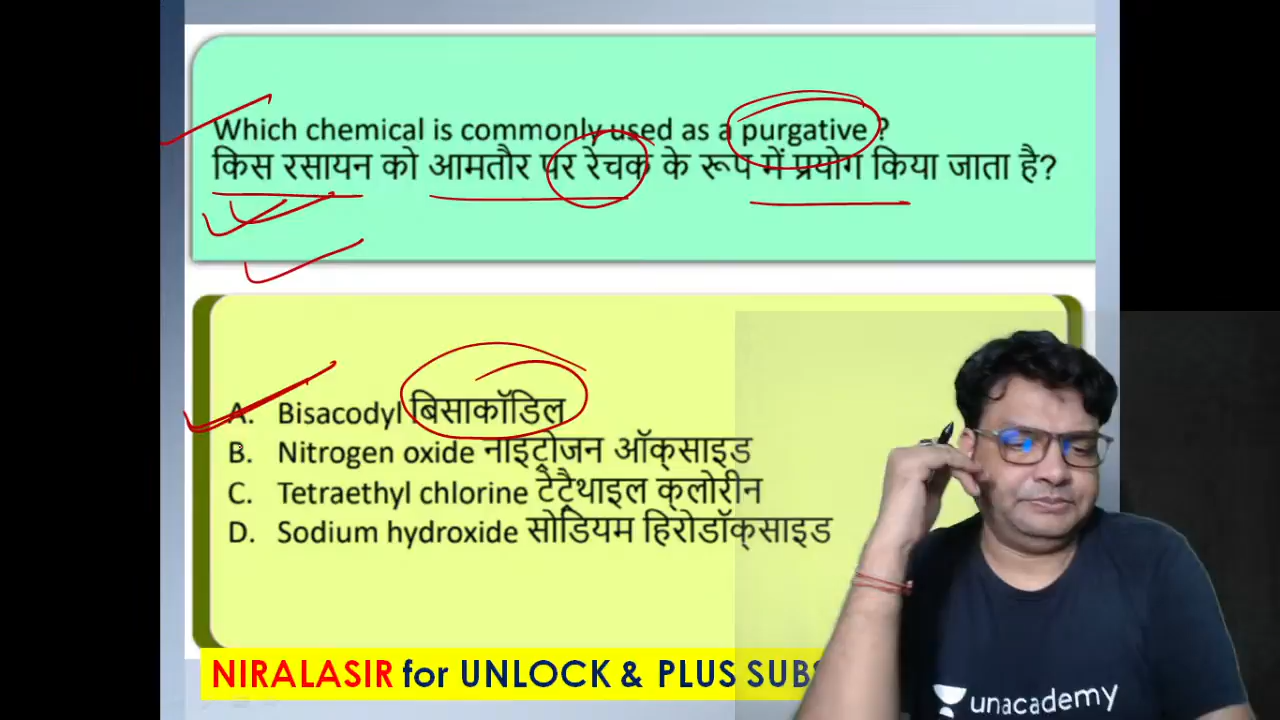 Which chemical is commonly used as a purgative ?
किस रसायन को आमतौर पर रेचक के रूप में प्रयोग किया जाता है?
A. Bisacodyl बिसाकॉडिल
B. Nitrogen oxide नाइट्रोजन ऑक्साइड
C. Tetraethyl chlorine टेट्रैथाइल क्लोरीन
D. Sodium hydroxide सोडियम हिरोडॉक्साइड
NIRALASIR for UNLOCK & PLUS SUBS
unacademy